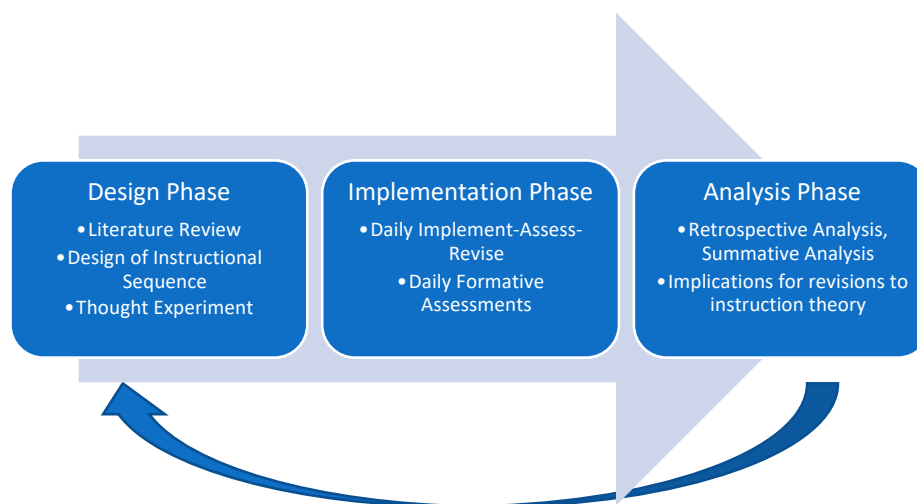 Design Phase
•Literature Review
•Design of Instructional
Sequence
•Thought Experiment
Implementation Phase
•Daily Implement-Assess-
Revise
•Daily Formative
Assessments
Analysis Phase
•Retrospective Analysis,
Summative Analysis
•Implications for revisions to
instruction theory